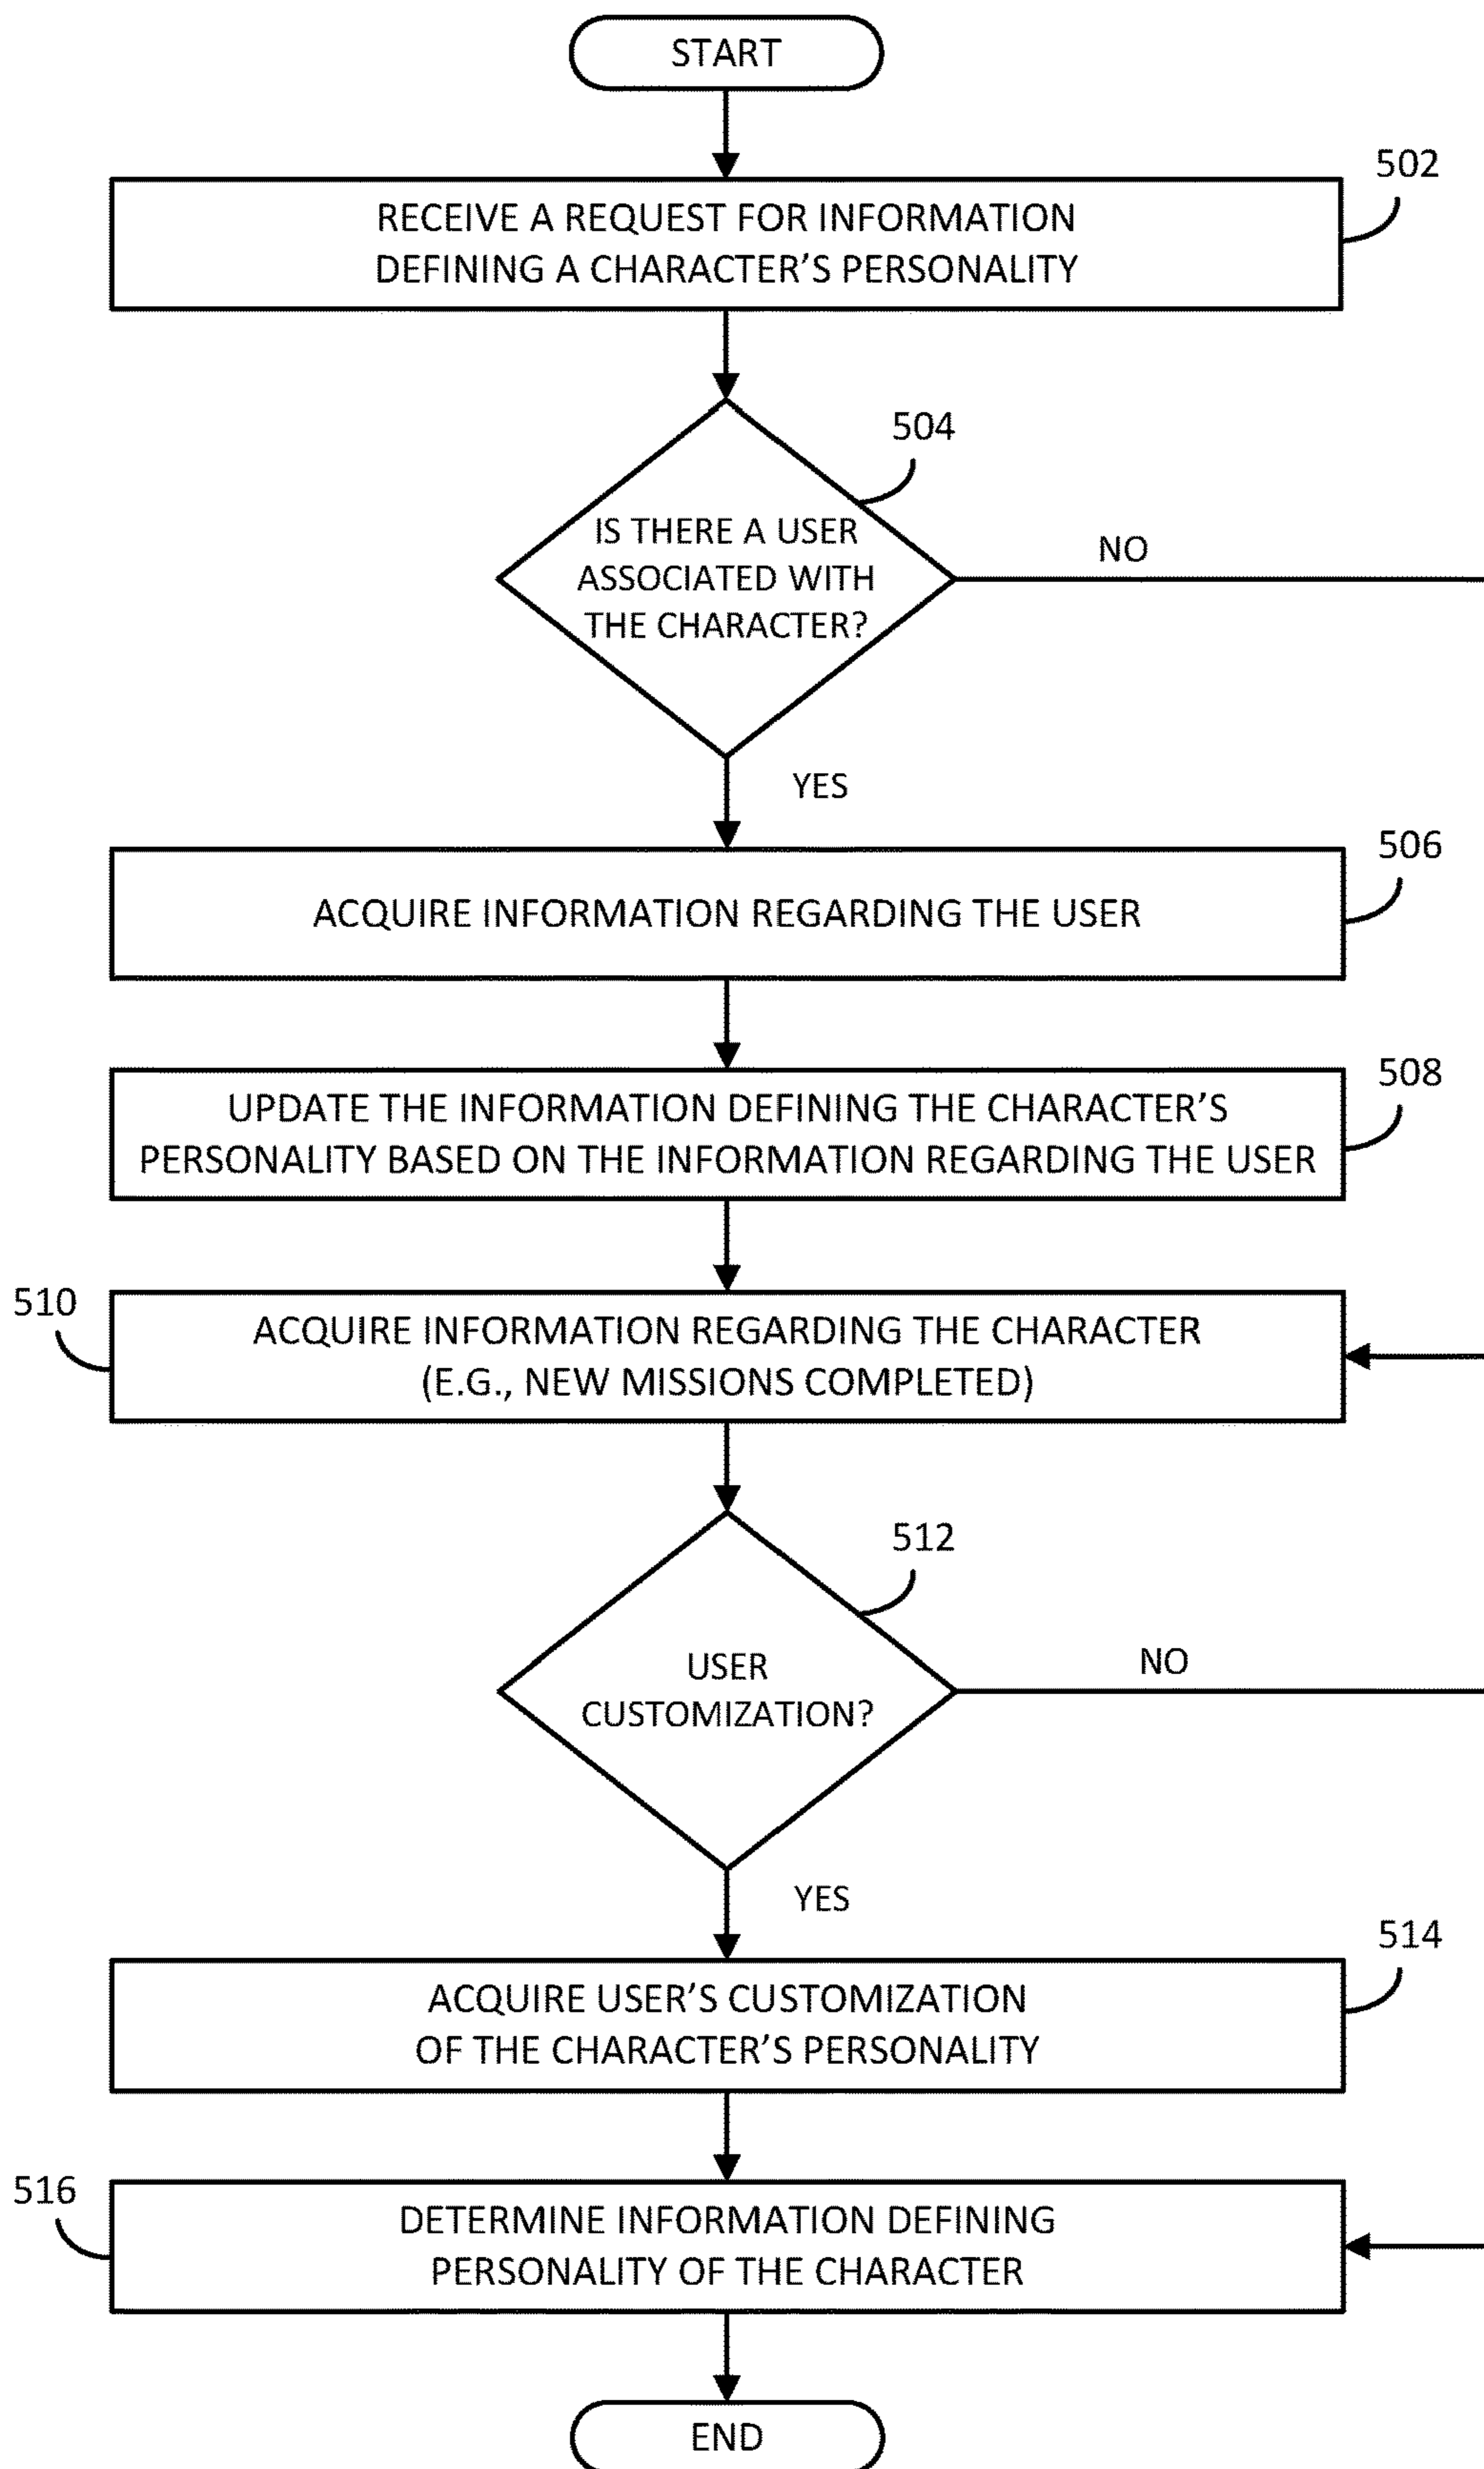 START
502
RECEIVE A REQUEST FOR INFORMATION
DEFINING A CHARACTER'S PERSONALITY
504
IS THERE A USER
ASSOCIATED WITH
THE CHARACTER?
NO
YES
506
ACQUIRE INFORMATION REGARDING THE USER
508
UPDATE THE INFORMATION DEFINING THE CHARACTER'S
PERSONALITY BASED ON THE INFORMATION REGARDING THE USER
510
ACQUIRE INFORMATION REGARDING THE CHARACTER
(E.G., NEW MISSIONS COMPLETED)
512
USER
CUSTOMIZATION?
NO
YES
514
ACQUIRE USER'S CUSTOMIZATION
OF THE CHARACTER'S PERSONALITY
516
DETERMINE INFORMATION DEFINING
PERSONALITY OF THE CHARACTER
END